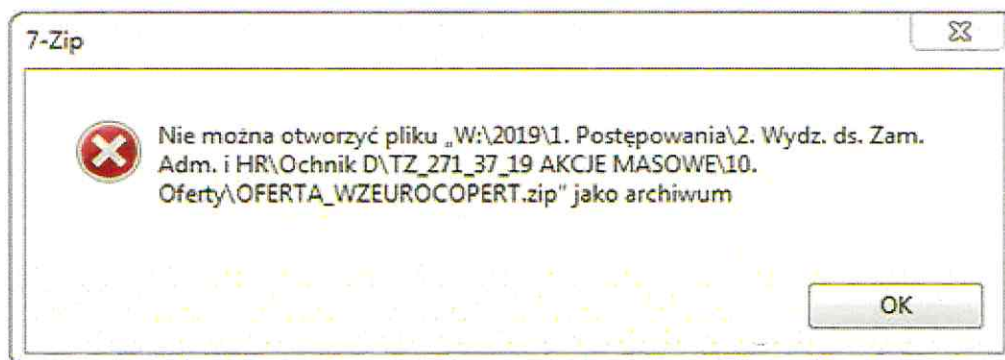 7-Zip
Nie można otworzyć pliku „W:\2019\1. Postępowania\2. Wydz. ds. Zam.
Adm. i HR\Ochnik D\TZ_271_37_19 AKCJE MASOWE\10.
Oferty\OFERTA_WZEUROCOPERT.zip” jako archiwum
OK